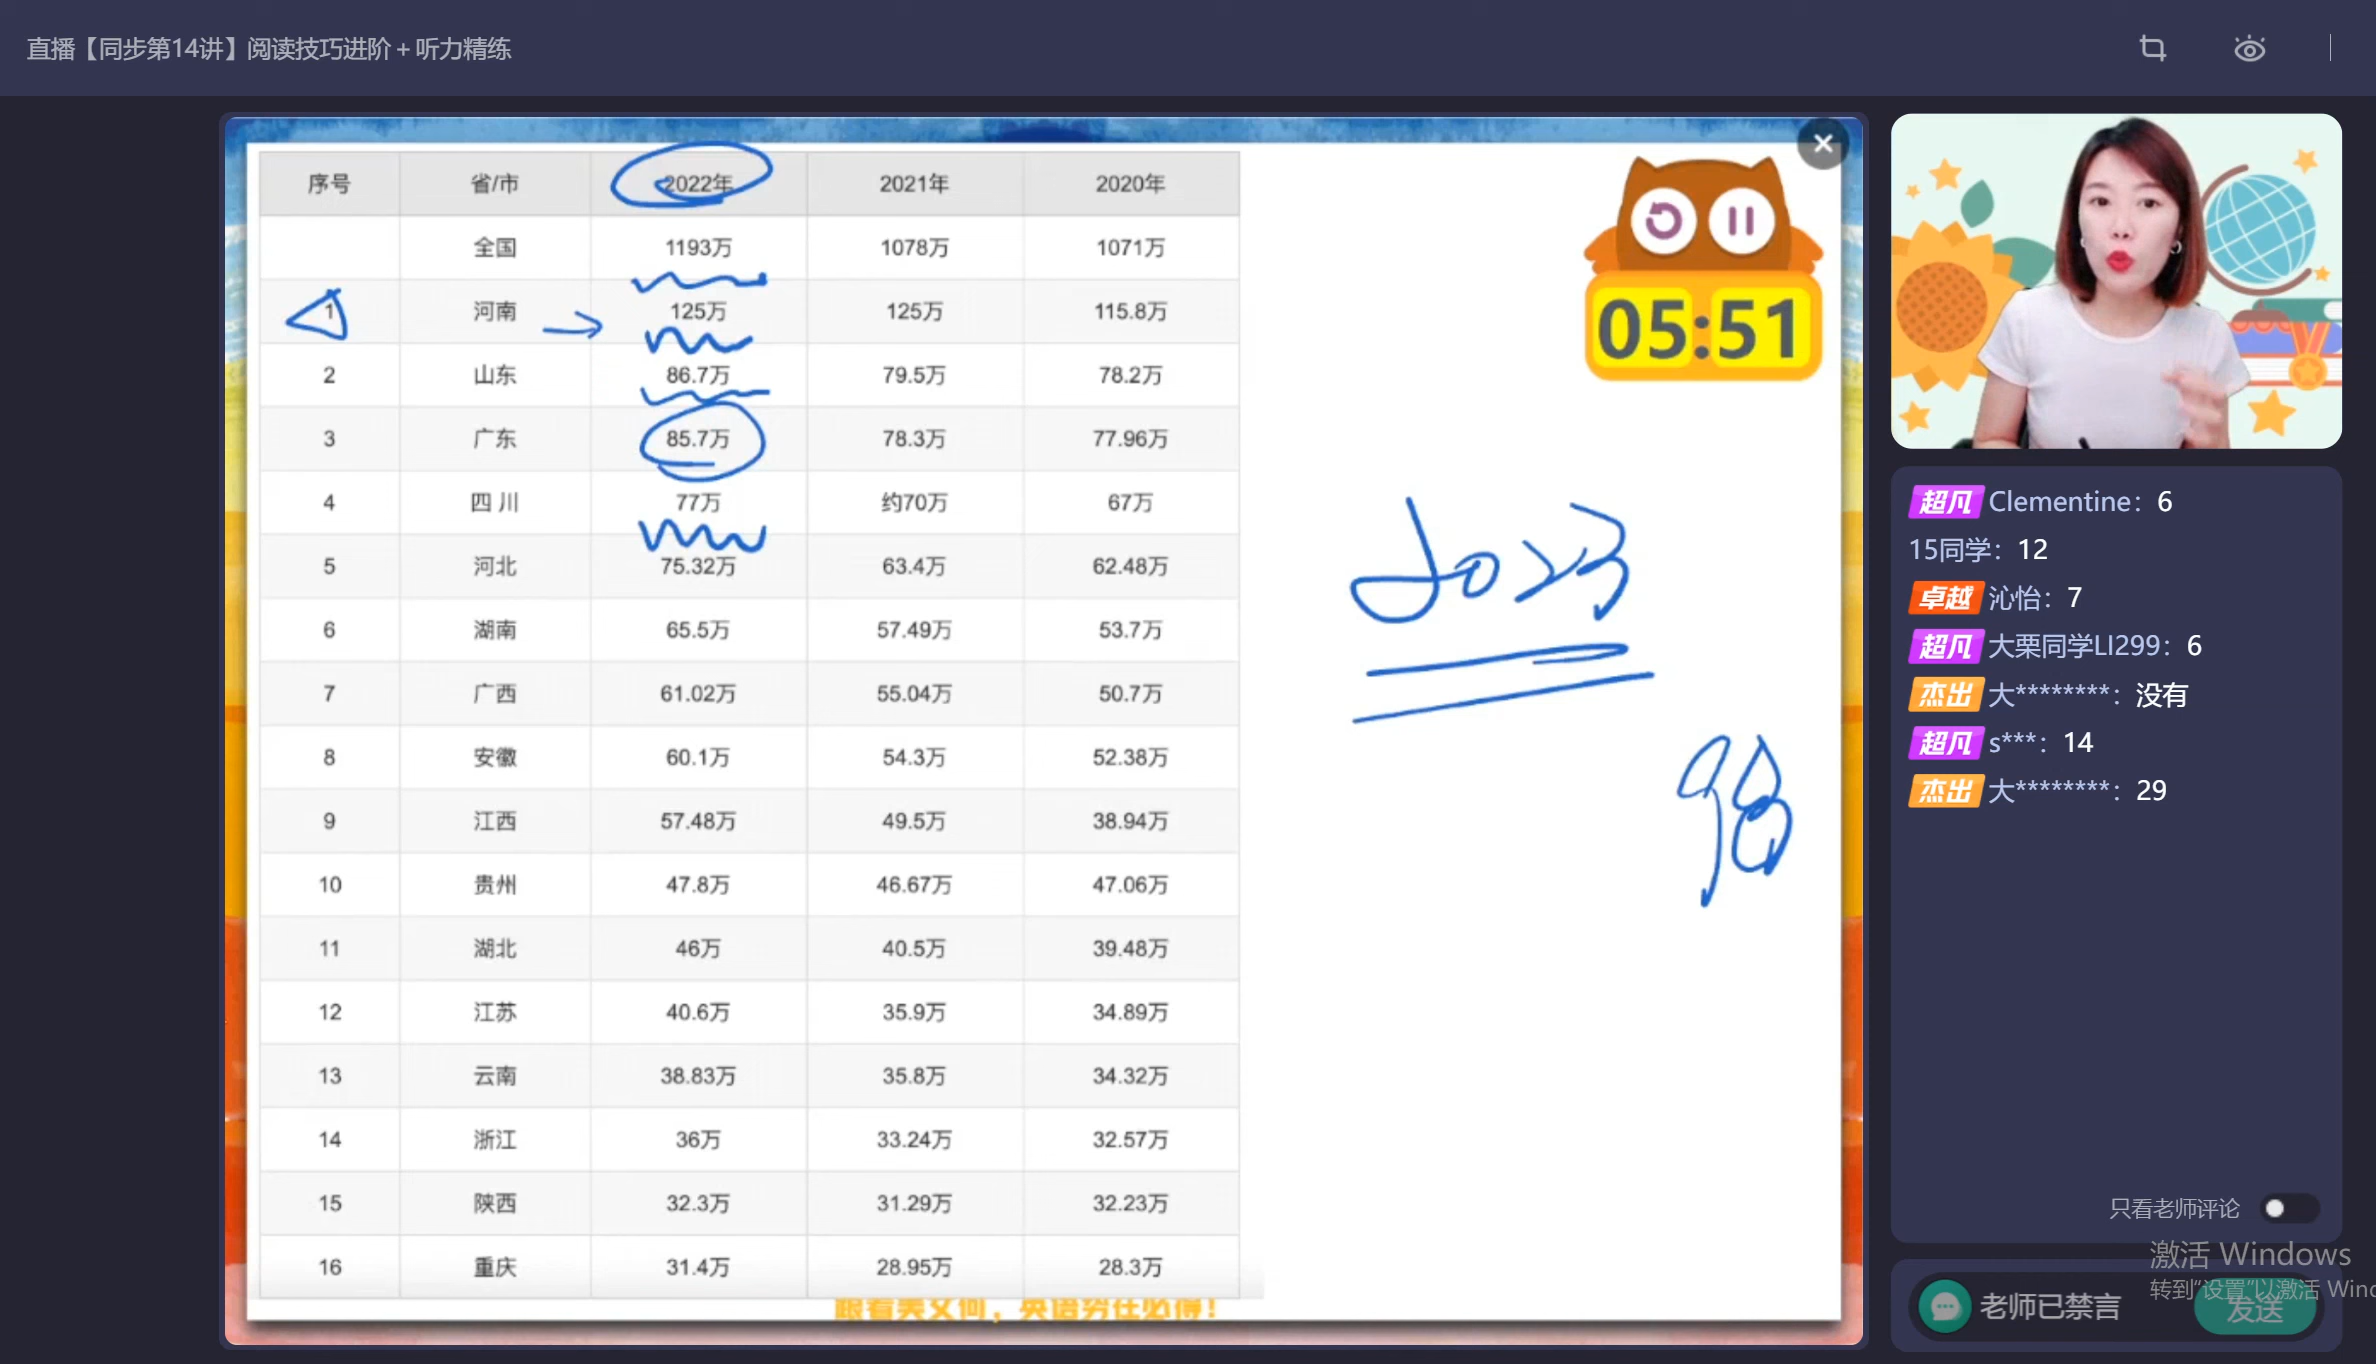 直播【同步第14讲】阅读技巧进阶+听力精练
序号 省/市 2022年 2021年 2020年
全国 1193万 1078万 1071万
1 河南 125万 125万 115.8万
2 山东 86.7万 79.5万 78.2万
3 广东 85.7万 78.3万 77.96万
4 四 川 77万 约70万 67万
5 河北 75.32万 63.4万 62.48万
6 湖南 65.5万 57.49万 53.7万
7 广西 61.02万 55.04万 50.7万
8 安徽 60.1万 54.3万 52.38万
9 江西 57.48万 49.5万 38.94万
10 贵州 47.8万 46.67万 47.06万
11 湖北 46万 40.5万 39.48万
12 江苏 40.6万 35.9万 34.89万
13 云南 38.83万 35.8万 34.32万
14 浙江 36万 33.24万 32.57万
15 陕西 32.3万 31.29万 32.23万
16 重庆 31.4万 28.95万 28.3万
05:51
2023
98
超凡 Clementine：6
15同学：12
卓越 沁怡：7
超凡 大栗同学LI299：6
杰出 大********：没有
超凡 s***：14
杰出 大********：29
只看老师评论
激活 Windows
转到"设置"以激活 Winc
老师已禁言
发送